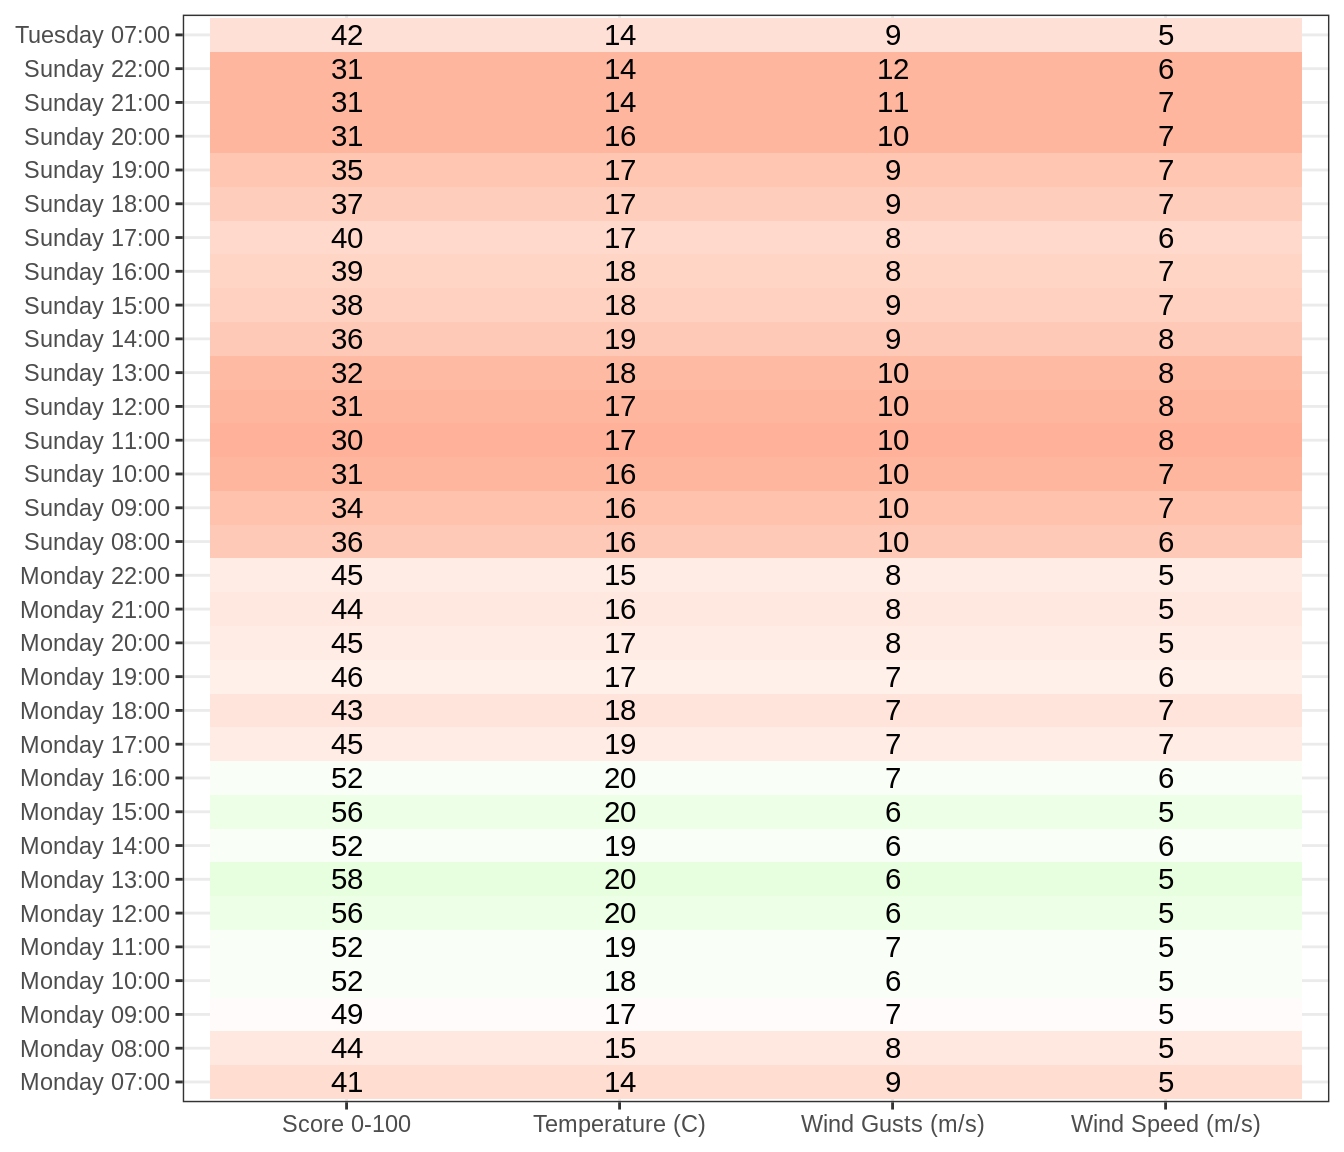 Tuesday 07:00 42 14 9 5
Sunday 22:00 31 14 12 6
Sunday 21:00 31 14 11 7
Sunday 20:00 31 16 10 7
Sunday 19:00 35 17 9 7
Sunday 18:00 37 17 9 7
Sunday 17:00 40 17 8 6
Sunday 16:00 39 18 8 7
Sunday 15:00 38 18 9 7
Sunday 14:00 36 19 9 8
Sunday 13:00 32 18 10 8
Sunday 12:00 31 17 10 8
Sunday 11:00 30 17 10 8
Sunday 10:00 31 16 10 7
Sunday 09:00 34 16 10 7
Sunday 08:00 36 16 10 6
Monday 22:00 45 15 8 5
Monday 21:00 44 16 8 5
Monday 20:00 45 17 8 5
Monday 19:00 46 17 7 6
Monday 18:00 43 18 7 7
Monday 17:00 45 19 7 7
Monday 16:00 52 20 7 6
Monday 15:00 56 20 6 5
Monday 14:00 52 19 6 6
Monday 13:00 58 20 6 5
Monday 12:00 56 20 6 5
Monday 11:00 52 19 7 5
Monday 10:00 52 18 6 5
Monday 09:00 49 17 7 5
Monday 08:00 44 15 8 5
Monday 07:00 41 14 9 5
Score 0-100 Temperature (C) Wind Gusts (m/s) Wind Speed (m/s)